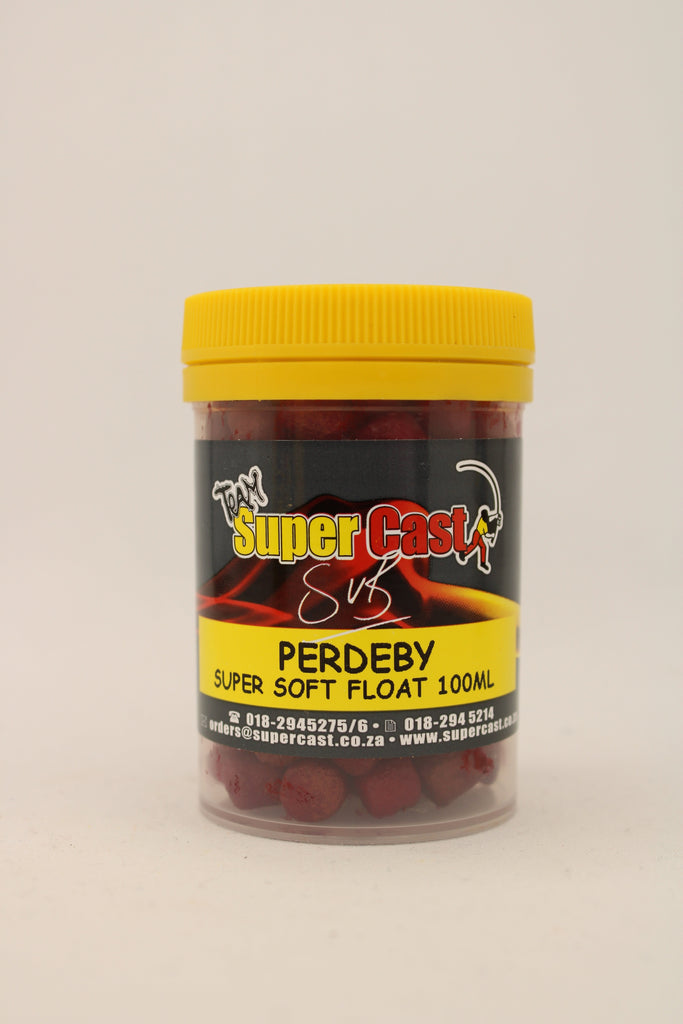 TEAM
Super Cast
SVB
PERDEBY
SUPER SOFT FLOAT 100ML
018-2945275/6 • 018-294 5214
orders@supercast.co.za • www.supercast.co.za